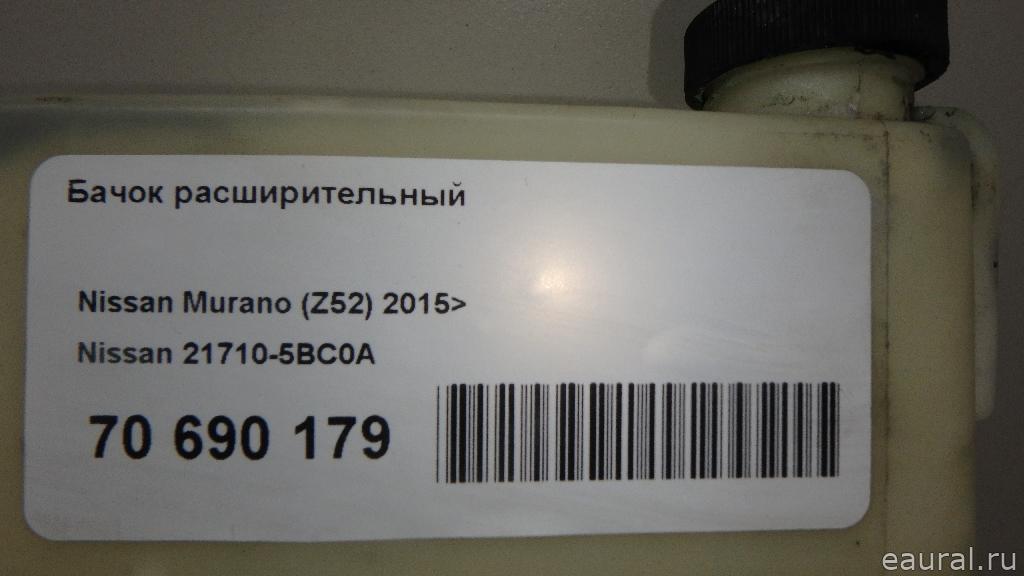 Бачок расширительный
Nissan Murano (Z52) 2015>
Nissan 21710-5BC0A
70 690 179
eaural.ru